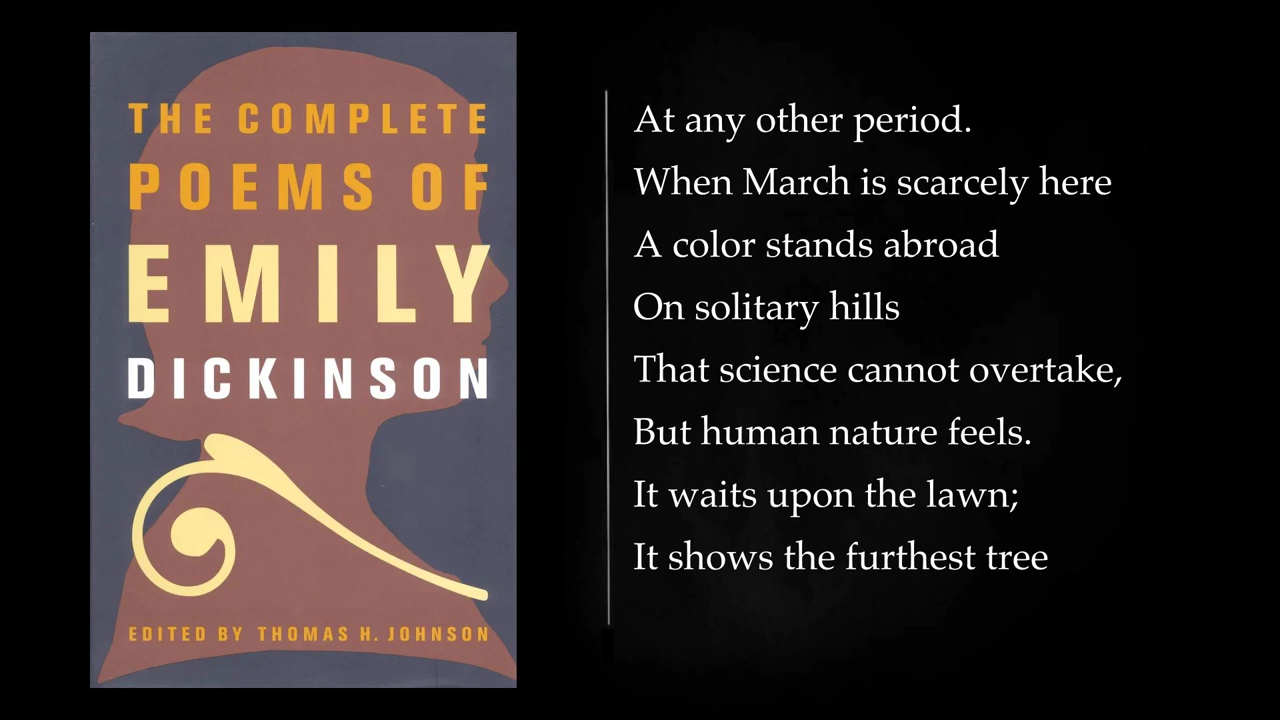 THE COMPLETE
POEMS OF
EMILY
DICKINSON
EDITED BY THOMAS H. JOHNSON
At any other period.
When March is scarcely here
A color stands abroad
On solitary hills
That science cannot overtake,
But human nature feels.
It waits upon the lawn;
It shows the furthest tree